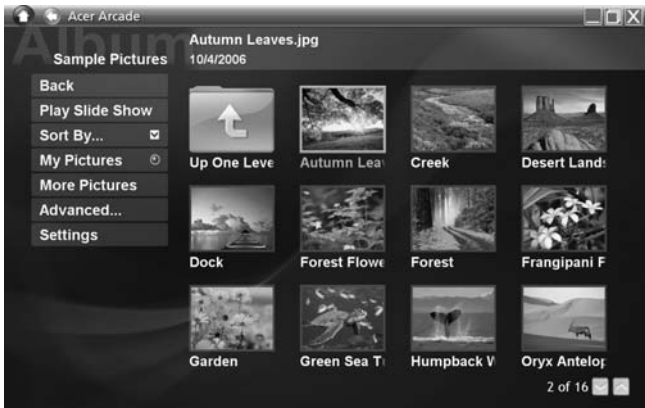 Acer Arcade
Album
Autumn Leaves.jpg
Sample Pictures
10/4/2006
Back
Play Slide Show
Sort By...
My Pictures
More Pictures
Advanced...
Settings
Up One Leve
Autumn Lea
Creek
Desert Lands
Dock
Forest Flowe
Forest
Frangipani F
Garden
Green Sea T
Humpback W
Oryx Antelop
2 of 16